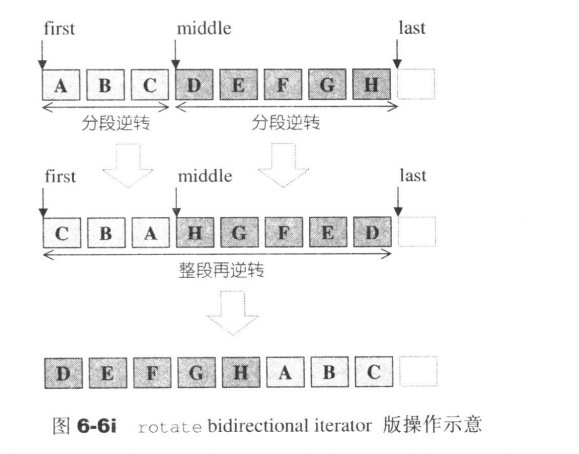 first middle last
A B C D E F G H
分段逆转 分段逆转
first middle last
C B A H G F E D
整段再逆转
D E F G H A B C
图 6-6i rotate bidirectional iterator 版操作示意